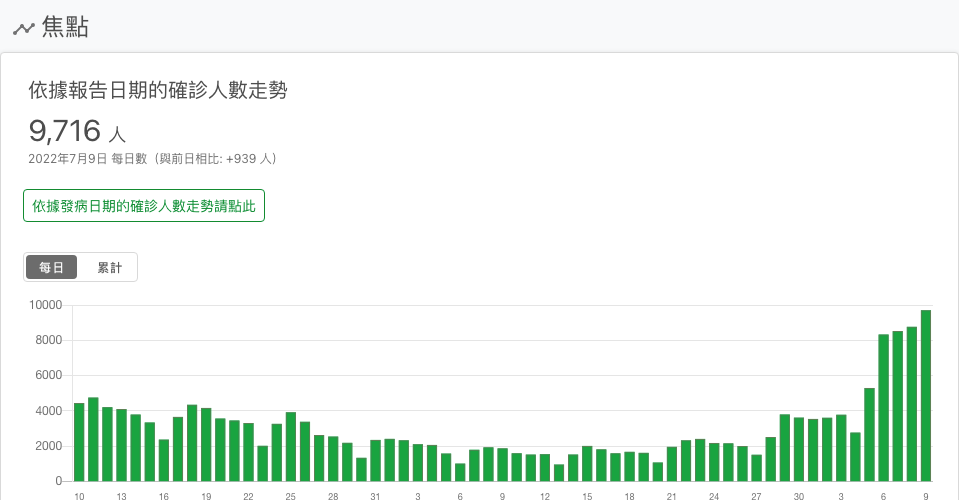 焦點
依據報告日期的確診人數走勢
9,716 人
2022年7月9日 每日數（與前日相比: +939 人）
依據發病日期的確診人數走勢請點此
每日 累計
10000
8000
6000
4000
2000
0
10 13 16 19 22 25 28 31 3 6 9 12 15 18 21 24 27 30 3 6 9